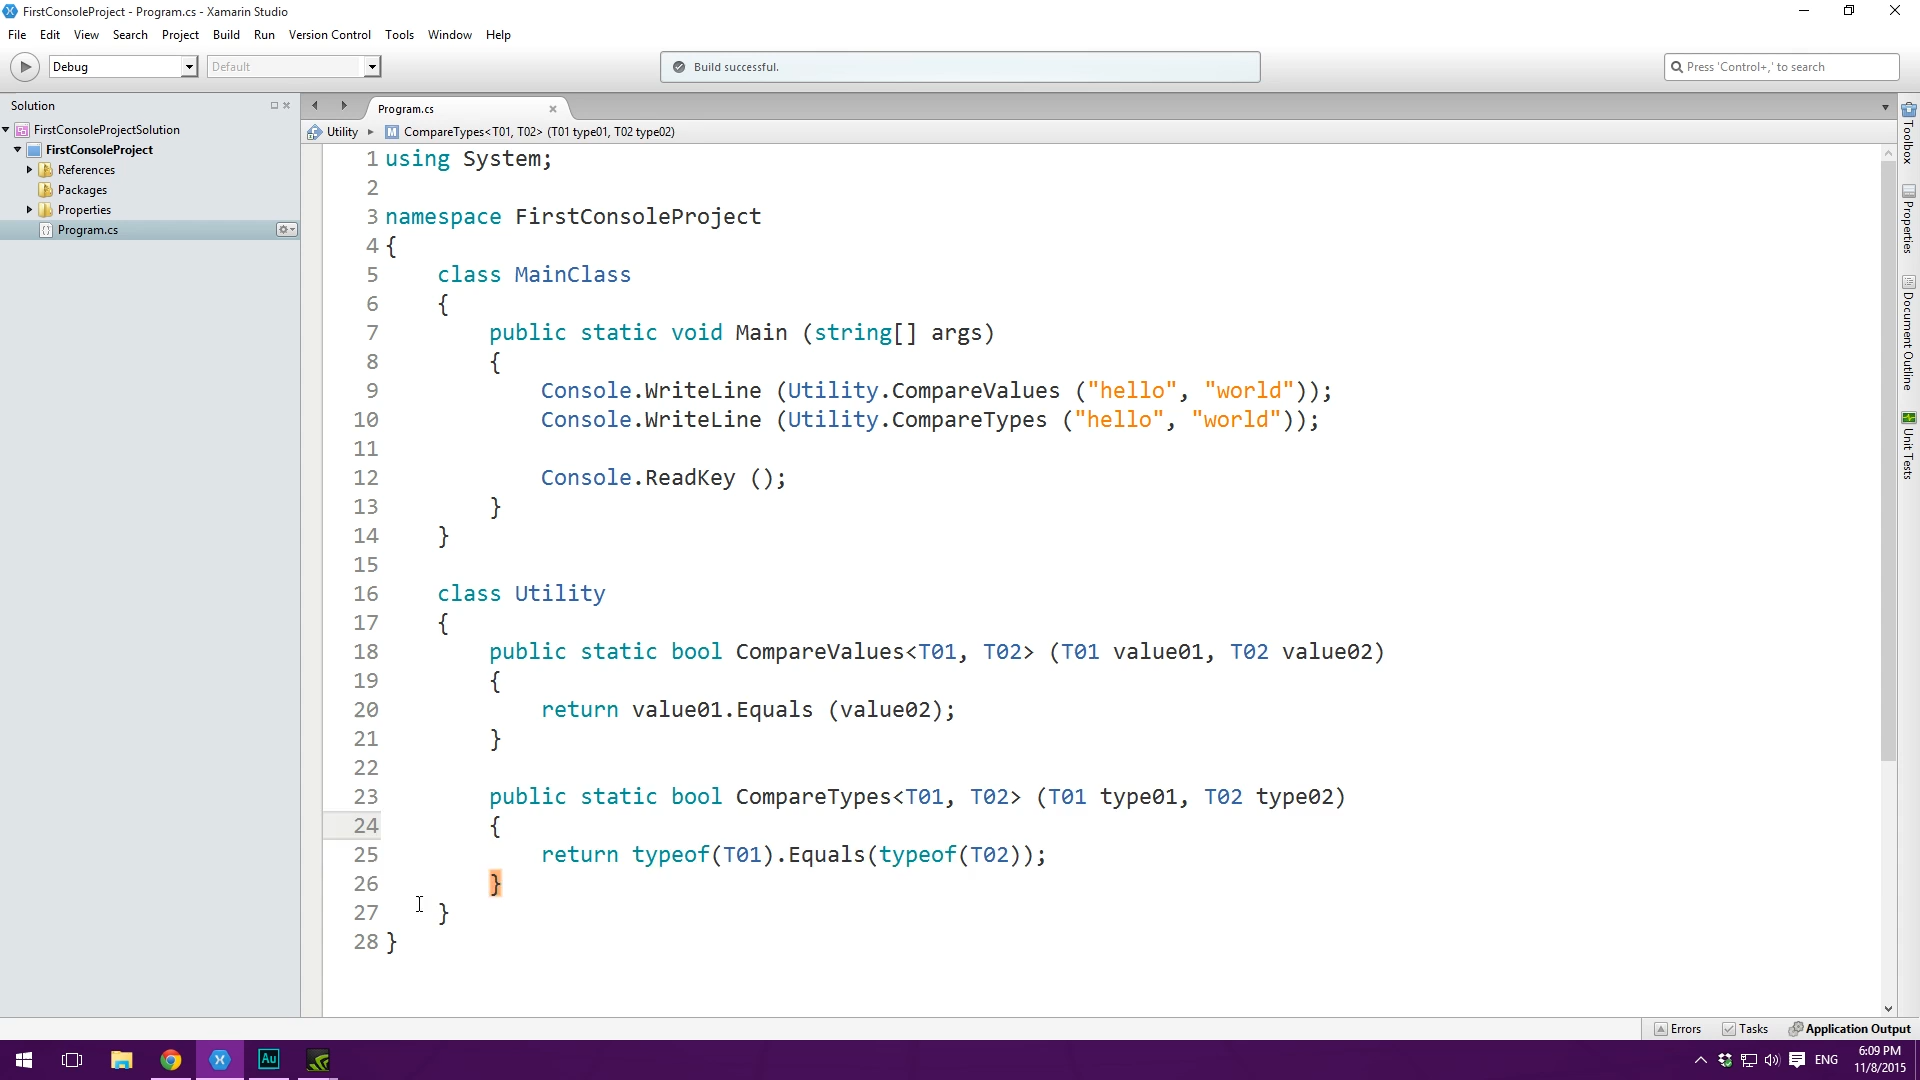 FirstConsoleProject - Program.cs - Xamarin Studio
File Edit View Search Project Build Run Version Control Tools Window Help
Debug Default Build successful. Press 'Control+,' to search
Solution
FirstConsoleProjectSolution
FirstConsoleProject
References
Packages
Properties
Program.cs
Program.cs
Utility CompareTypes<T01, T02> (T01 type01, T02 type02)
1 using System;
2
3 namespace FirstConsoleProject
4 {
5 class MainClass
6 {
7 public static void Main (string[] args)
8 {
9 Console.WriteLine (Utility.CompareValues ("hello", "world"));
10 Console.WriteLine (Utility.CompareTypes ("hello", "world"));
11
12 Console.ReadKey ();
13 }
14 }
15
16 class Utility
17 {
18 public static bool CompareValues<T01, T02> (T01 value01, T02 value02)
19 {
20 return value01.Equals (value02);
21 }
22
23 public static bool CompareTypes<T01, T02> (T01 type01, T02 type02)
24 {
25 return typeof(T01).Equals(typeof(T02));
26 }
27 }
28 }
Toolbox
Properties
Document Outline
Unit Tests
Errors Tasks Application Output
Au
ENG
6:09 PM
11/8/2015